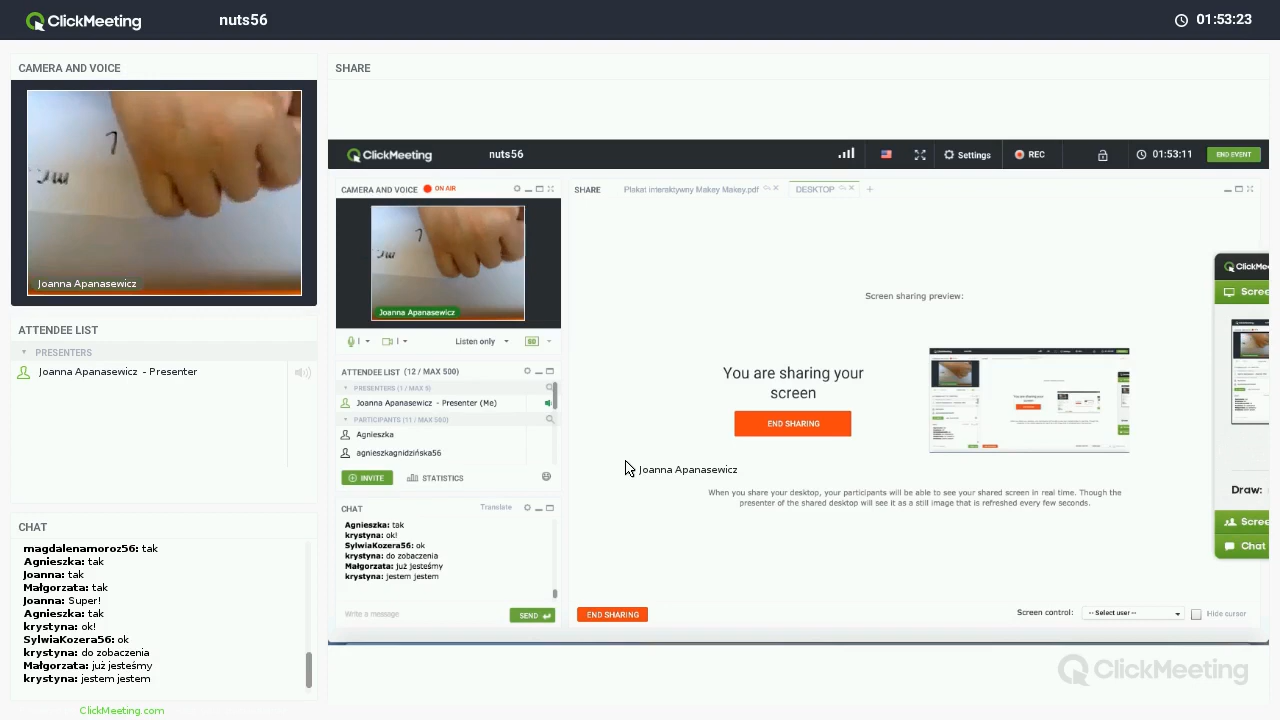 ClickMeeting
nuts56
01:53:23
CAMERA AND VOICE
Joanna Apanasewicz
ATTENDEE LIST
PRESENTERS
Joanna Apanasewicz - Presenter
CHAT
magdalenamoroz56: tak
Agnieszka: tak
Joanna: tak
Małgorzata: tak
Joanna: Super!
Agnieszka: tak
krystyna: ok!
SylwiaKozera56: ok
krystyna: do zobaczenia
Małgorzata: już jesteśmy
krystyna: jestem jestem
ClickMeeting.com
SHARE
ClickMeeting
nuts56
Settings
REC
01:53:11
END EVENT
CAMERA AND VOICE
ON AIR
Joanna Apanasewicz
Listen only
ATTENDEE LIST (12 / MAX 500)
PRESENTERS (1 / MAX 5)
Joanna Apanasewicz - Presenter (Me)
Agnieszka
agnieszkagnidzińska56
INVITE
STATISTICS
CHAT
Translate
Agnieszka: tak
krystyna: ok!
SylwiaKozera56: ok
krystyna: do zobaczenia
Małgorzata: już jesteśmy
krystyna: jestem jestem
Write a message
SEND
SHARE
Plakat interaktywny Makey Makey.pdf
DESKTOP
Screen sharing preview:
You are sharing your
screen
END SHARING
Joanna Apanasewicz
When you share your desktop, your participants will be able to see your shared screen in real time. Though the
presenter of the shared desktop will see it as a still image that is refreshed every few seconds.
END SHARING
Screen control:
-- Select user --
Hide cursor
ClickMe
Scree
Draw:
Scree
Chat
ClickMeeting